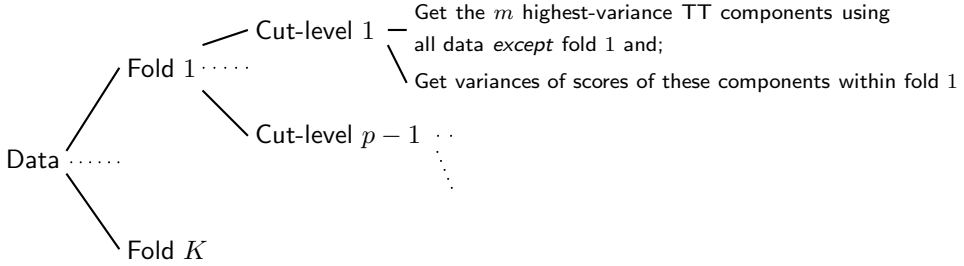 Get the m highest-variance TT components using
Cut-level 1
all data except fold 1 and;
Fold 1
Get variances of scores of these components within fold 1
Cut-level p − 1
Data
Fold K